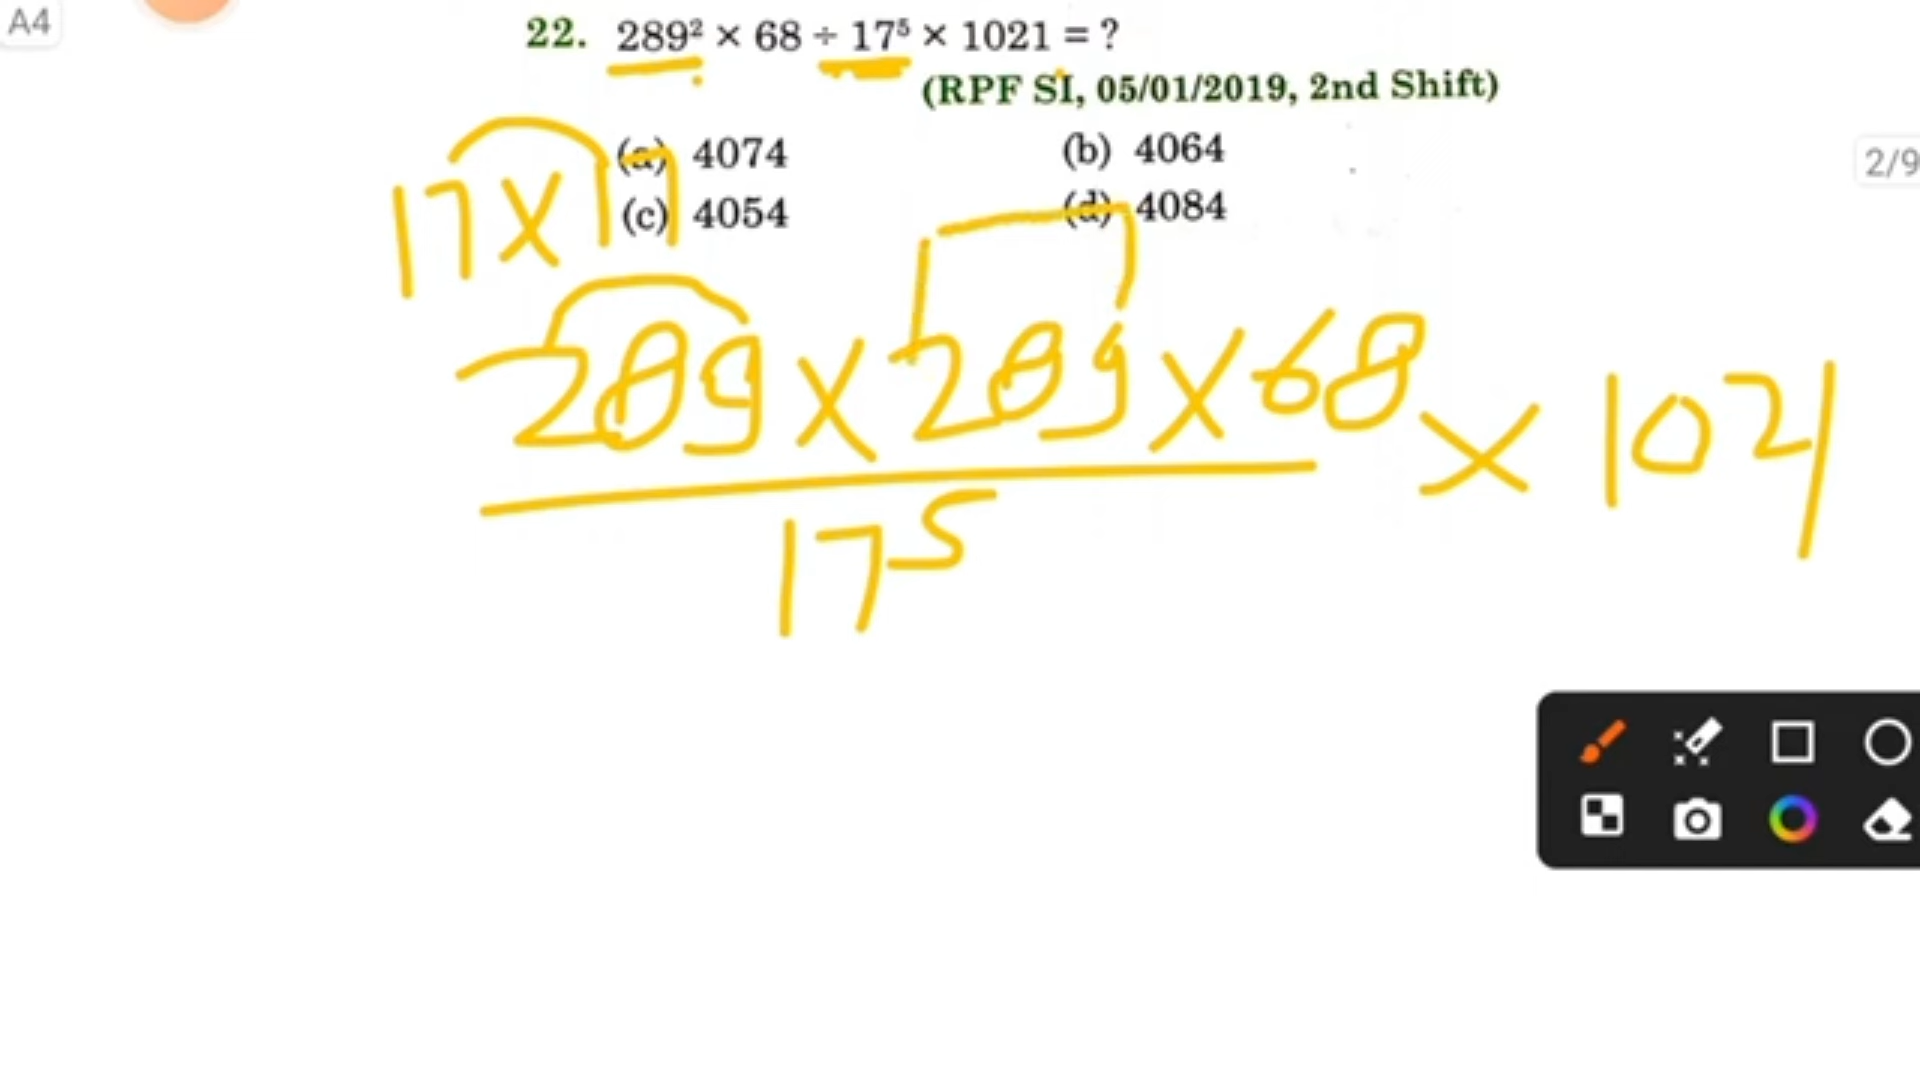 A4
22. 289² × 68 ÷ 17⁵ × 1021 = ?
(RPF SI, 05/01/2019, 2nd Shift)
(a) 4074 (b) 4064
2/9
(c) 4054 (d) 4084
17 × 17
289 × 289 × 68 × 1021
17⁵